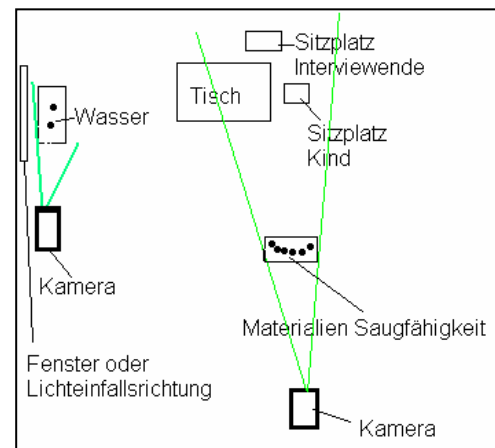 Sitzplatz
Interviewende
Tisch
Wasser
Sitzplatz
Kind
Kamera
Materialien Saugfähigkeit
Fenster oder
Lichteinfallsrichtung
Kamera